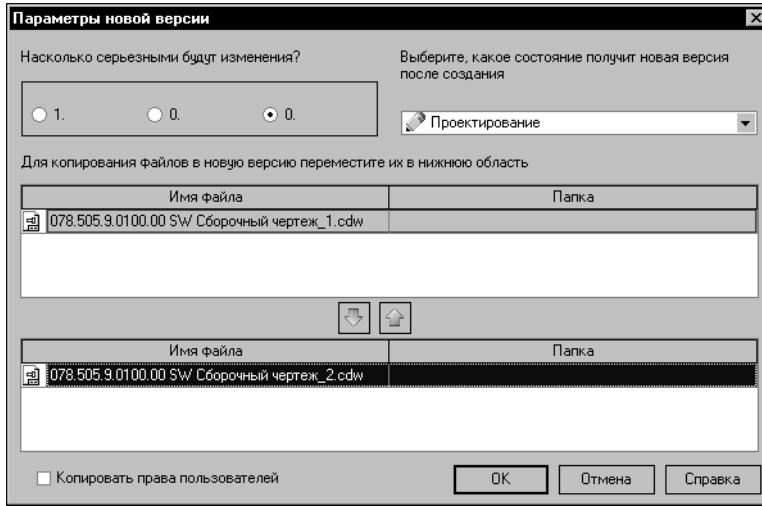 Параметры новой версии
Насколько серьезными будут изменения?
Выберите, какое состояние получит новая версия
после создания
1. 0. 0.
Проектирование
Для копирования файлов в новую версию переместите их в нижнюю область
Имя файла Папка
078.505.9.0100.00 SW Сборочный чертеж_1.cdw
Имя файла Папка
078.505.9.0100.00 SW Сборочный чертеж_2.cdw
Копировать права пользователей
OK Отмена Справка